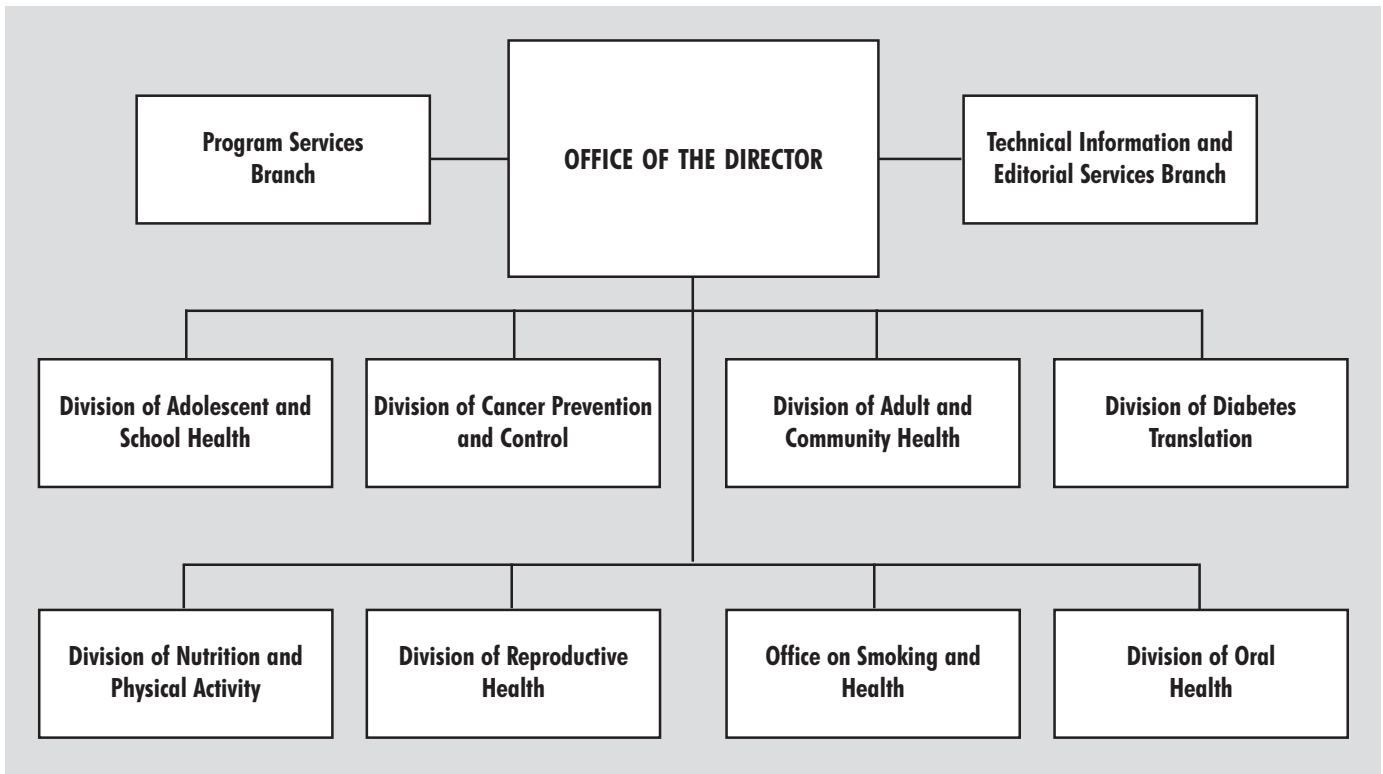 OFFICE OF THE DIRECTOR
Program Services
Branch
Technical Information and
Editorial Services Branch
Division of Adolescent and
School Health
Division of Cancer Prevention
and Control
Division of Adult and
Community Health
Division of Diabetes
Translation
Division of Nutrition and
Physical Activity
Division of Reproductive
Health
Office on Smoking and
Health
Division of Oral
Health